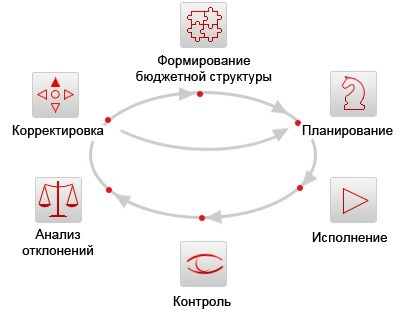 Формирование
бюджетной структуры
Корректировка
Планирование
Анализ
отклонений
Исполнение
Контроль